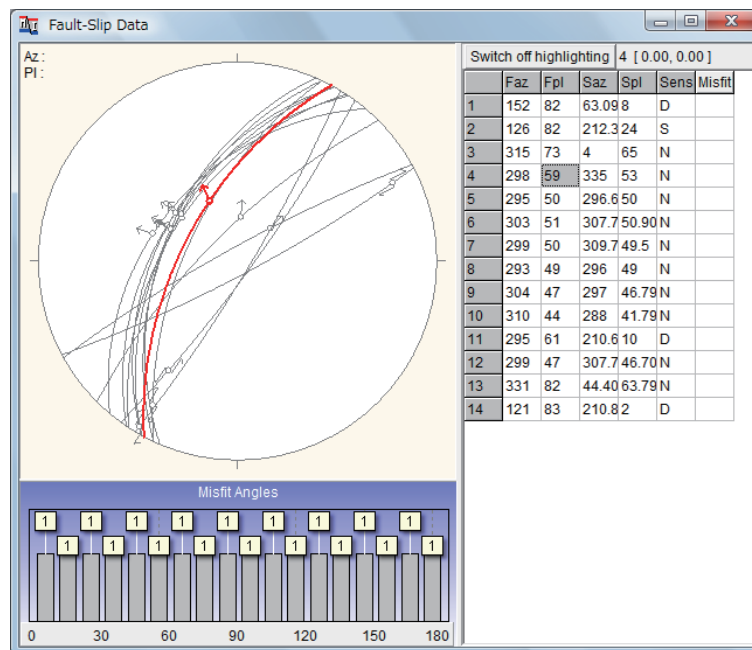 Fault-Slip Data
Az :
Pl :
Switch off highlighting 4 [ 0.00, 0.00 ]
Faz Fpl Saz Spl Sens Misfit
1 152 82 63.09 8 D
2 126 82 212.3 24 S
3 315 73 4 65 N
4 298 59 335 53 N
5 295 50 296.6 50 N
6 303 51 307.7 50.90 N
7 299 50 309.7 49.5 N
8 293 49 296 49 N
9 304 47 297 46.79 N
10 310 44 288 41.79 N
11 295 61 210.6 10 D
12 299 47 307.7 46.70 N
13 331 82 44.40 63.79 N
14 121 83 210.8 2 D
Misfit Angles
1 1 1 1 1 1 1 1 1
1 1 1 1 1 1 1 1 1
0 30 60 90 120 150 180